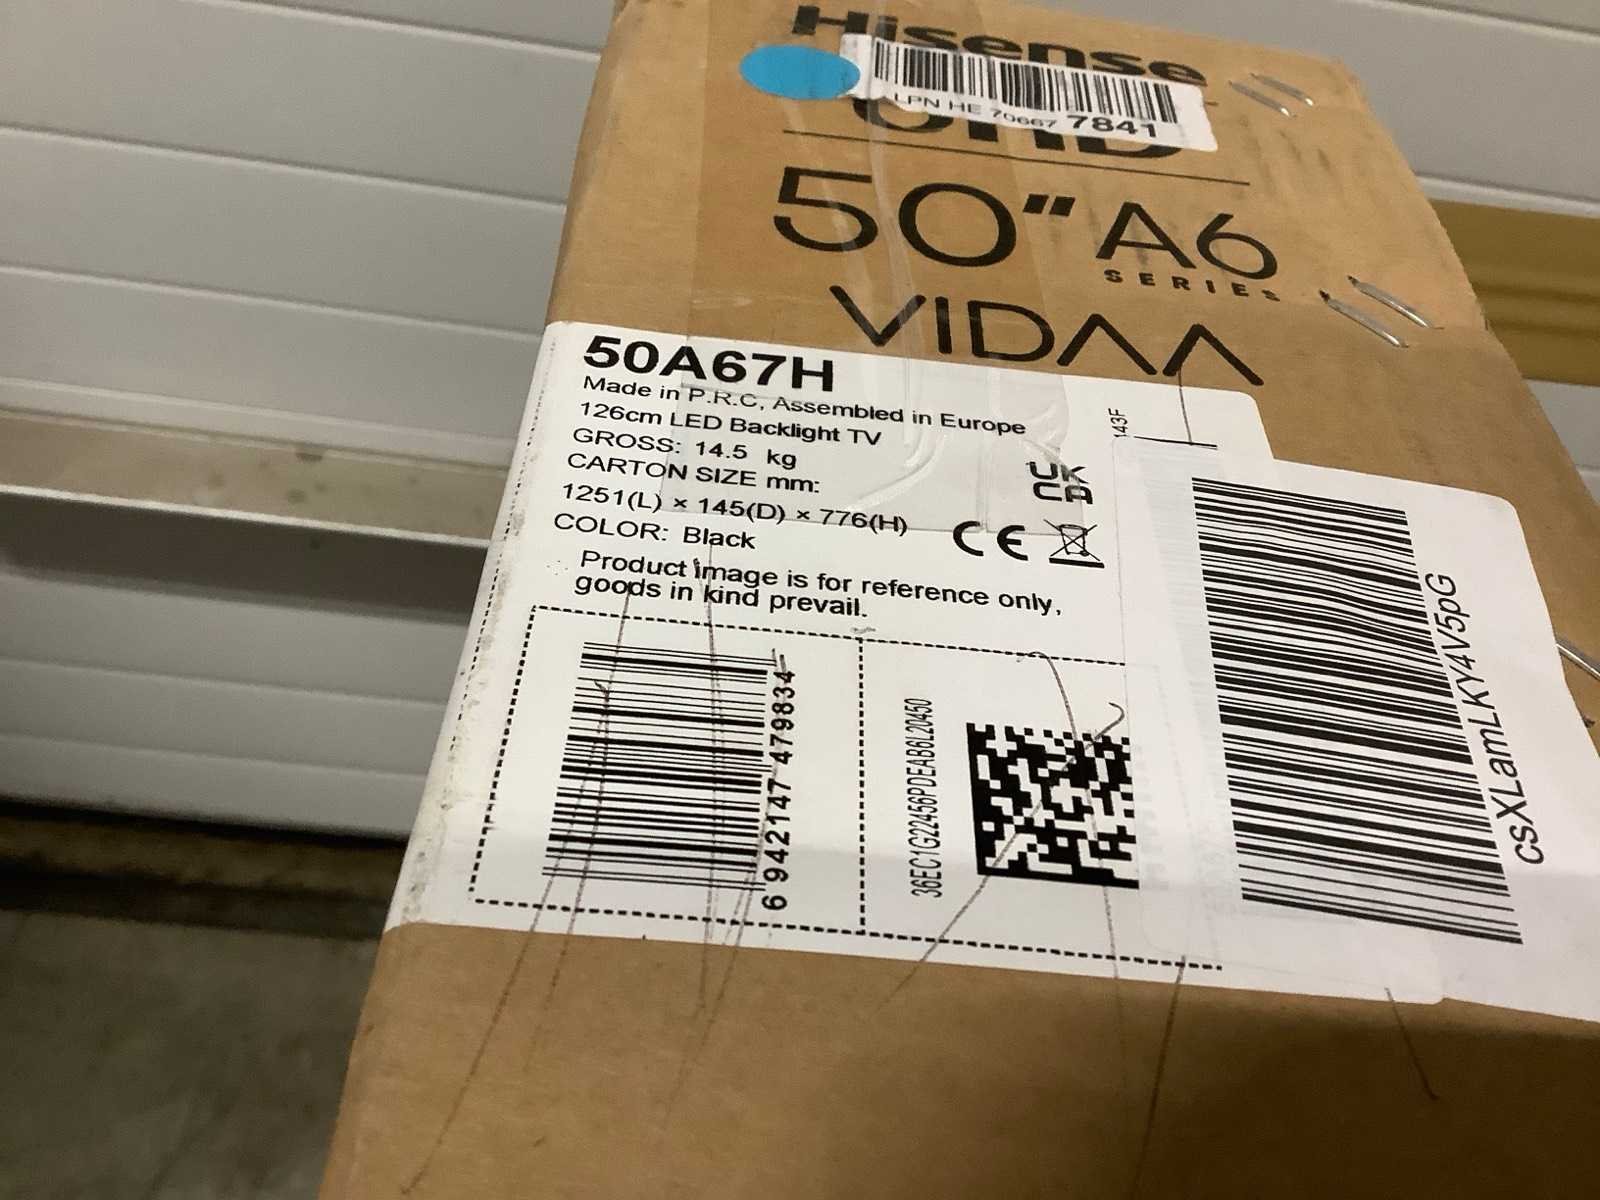 Hisense
LPN HE 70667 7841
UHD
50" A6
SERIES
VIDAA
50A67H
Made in P.R.C, Assembled in Europe
126cm LED Backlight TV
GROSS: 14.5 kg
CARTON SIZE mm:
1251(L) × 145(D) × 776(H)
COLOR: Black
Product image is for reference only,
goods in kind prevail.
UK
CA
CE
143F
6 942147 479834
36EC1G22456PDEAB6L20450
csXLamLKY4V5pG